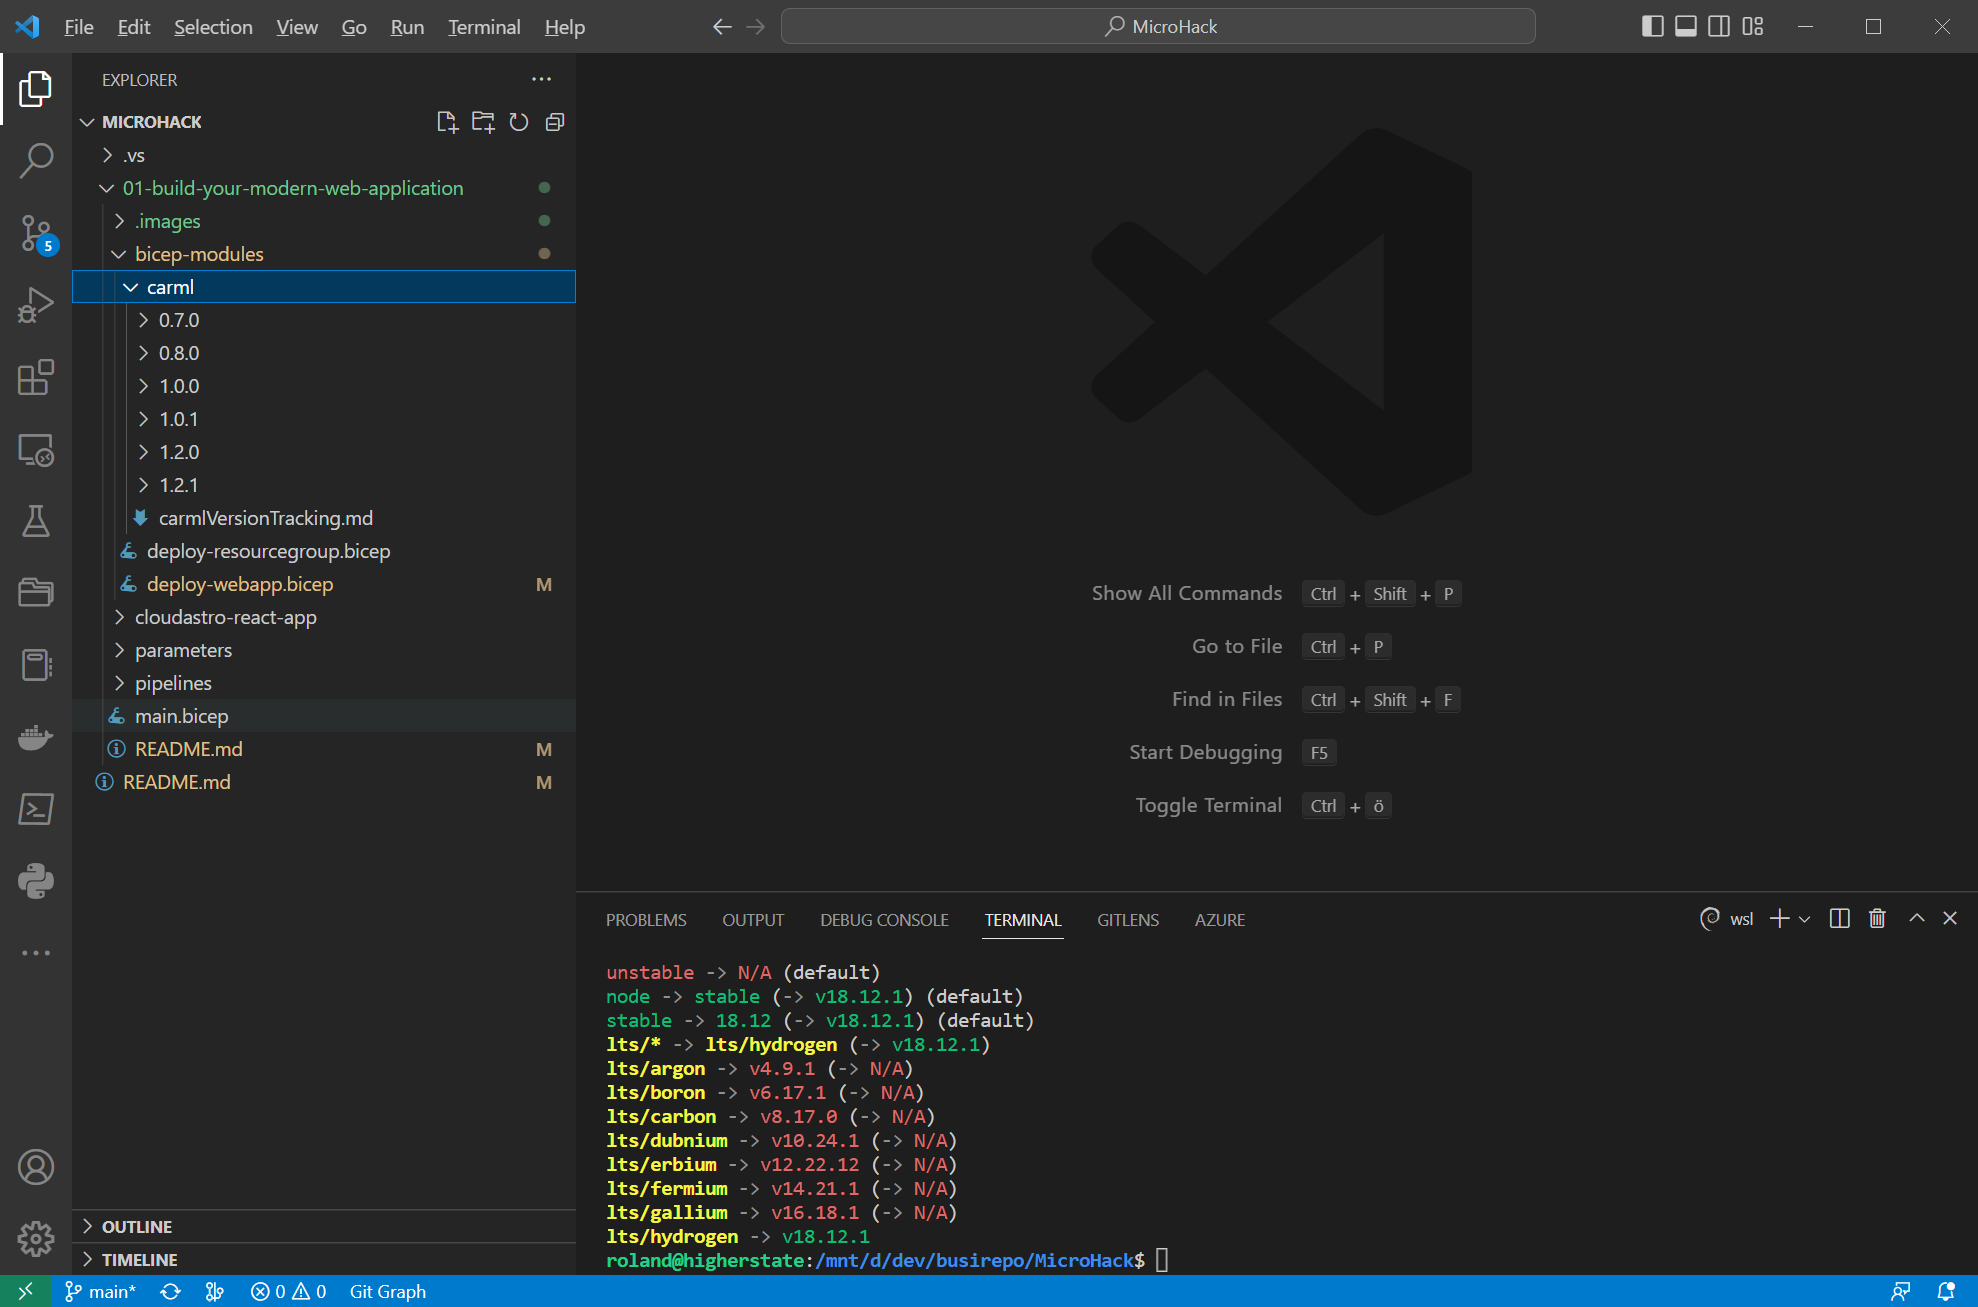 File Edit Selection View Go Run Terminal Help
MicroHack
EXPLORER
MICROHACK
.vs
01-build-your-modern-web-application
.images
bicep-modules
carml
0.7.0
0.8.0
1.0.0
1.0.1
1.2.0
1.2.1
carmlVersionTracking.md
deploy-resourcegroup.bicep
deploy-webapp.bicep M
cloudastro-react-app
parameters
pipelines
main.bicep
README.md M
README.md M
OUTLINE
TIMELINE
5
Show All Commands Ctrl + Shift + P
Go to File Ctrl + P
Find in Files Ctrl + Shift + F
Start Debugging F5
Toggle Terminal Ctrl + ö
PROBLEMS OUTPUT DEBUG CONSOLE TERMINAL GITLENS AZURE
wsl
unstable -> N/A (default)
node -> stable (-> v18.12.1) (default)
stable -> 18.12 (-> v18.12.1) (default)
lts/* -> lts/hydrogen (-> v18.12.1)
lts/argon -> v4.9.1 (-> N/A)
lts/boron -> v6.17.1 (-> N/A)
lts/carbon -> v8.17.0 (-> N/A)
lts/dubnium -> v10.24.1 (-> N/A)
lts/erbium -> v12.22.12 (-> N/A)
lts/fermium -> v14.21.1 (-> N/A)
lts/gallium -> v16.18.1 (-> N/A)
lts/hydrogen -> v18.12.1
roland@higherstate:/mnt/d/dev/busirepo/MicroHack$
main* 0 0 Git Graph